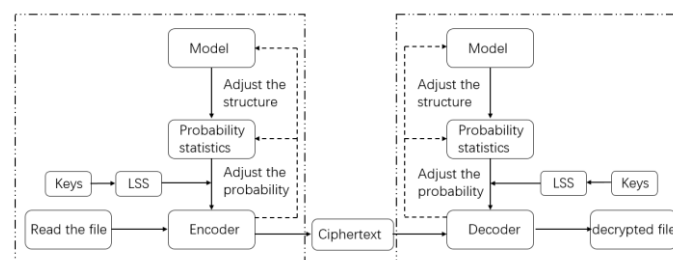 Model
Adjust the
structure
Probability
statistics
Adjust the
probability
Keys
LSS
Read the file
Encoder
Ciphertext
Model
Adjust the
structure
Probability
statistics
Adjust the
probability
LSS
Keys
Decoder
decrypted file